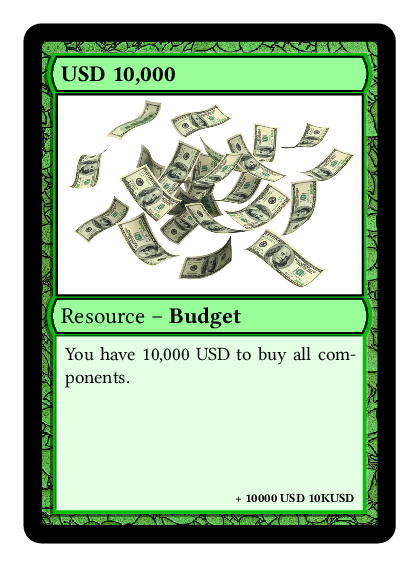 USD 10,000
Resource – Budget
You have 10,000 USD to buy all com-
ponents.
+ 10000 USD 10KUSD